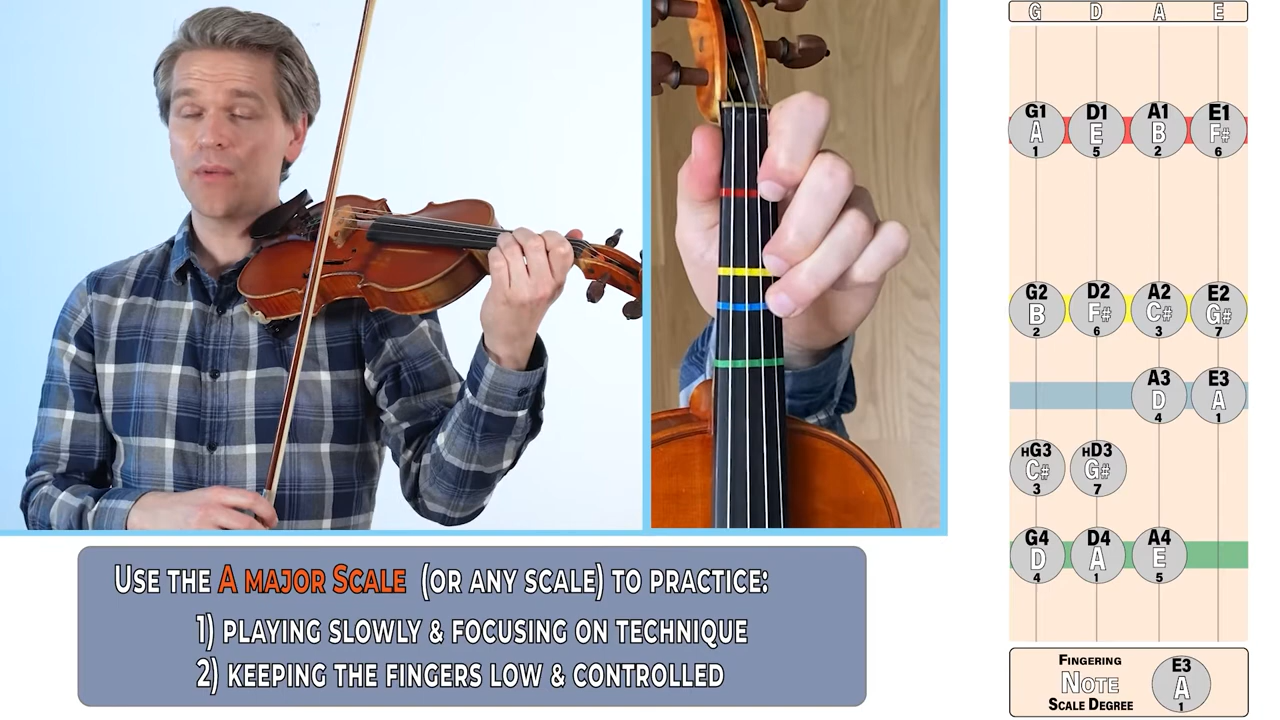 G D A E
G1 D1 A1 E1
A E B F#
1 5 2 6
G2 D2 A2 E2
B F# C# G#
2 6 3 7
A3 E3
D A
4 1
HG3 HD3
C# G#
3 7
G4 D4 A4
D A E
4 1 5
USE THE A MAJOR SCALE (OR ANY SCALE) TO PRACTICE:
1) PLAYING SLOWLY & FOCUSING ON TECHNIQUE
2) KEEPING THE FINGERS LOW & CONTROLLED
FINGERING E3
NOTE A
SCALE DEGREE 1